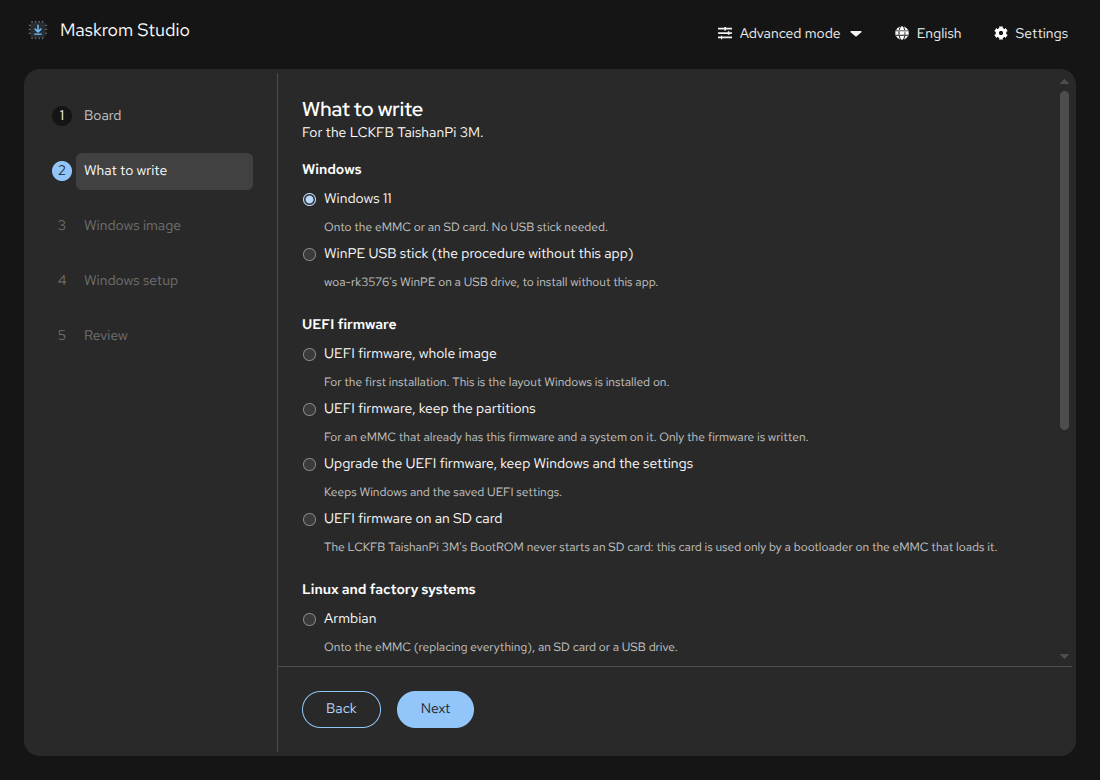 Maskrom Studio
Advanced mode
English
Settings
1 Board
2 What to write
3 Windows image
4 Windows setup
5 Review
What to write
For the LCKFB TaishanPi 3M.
Windows
Windows 11
Onto the eMMC or an SD card. No USB stick needed.
WinPE USB stick (the procedure without this app)
woa-rk3576's WinPE on a USB drive, to install without this app.
UEFI firmware
UEFI firmware, whole image
For the first installation. This is the layout Windows is installed on.
UEFI firmware, keep the partitions
For an eMMC that already has this firmware and a system on it. Only the firmware is written.
Upgrade the UEFI firmware, keep Windows and the settings
Keeps Windows and the saved UEFI settings.
UEFI firmware on an SD card
The LCKFB TaishanPi 3M's BootROM never starts an SD card: this card is used only by a bootloader on the eMMC that loads it.
Linux and factory systems
Armbian
Onto the eMMC (replacing everything), an SD card or a USB drive.
Back
Next